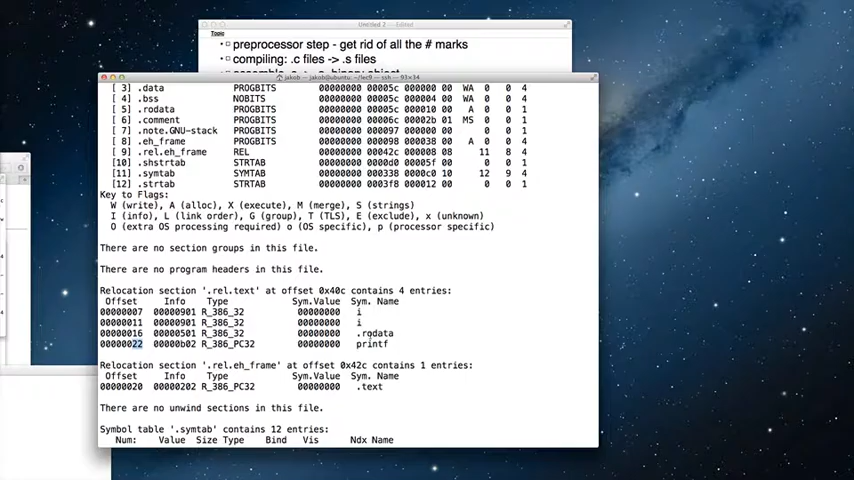 Untitled 2 — Edited
Topic
preprocessor step - get rid of all the # marks
compiling: .c files -> .s files
jakob — jakob@ubuntu: ~/lec9 — ssh — 93×34
[ 3] .data PROGBITS 00000000 00005c 000000 00 WA 0 0 4
[ 4] .bss NOBITS 00000000 00005c 000004 00 WA 0 0 4
[ 5] .rodata PROGBITS 00000000 00005c 000010 00 A 0 0 1
[ 6] .comment PROGBITS 00000000 00006c 00002b 01 MS 0 0 1
[ 7] .note.GNU-stack PROGBITS 00000000 000097 000000 00 0 0 1
[ 8] .eh_frame PROGBITS 00000000 000098 000038 00 A 0 0 4
[ 9] .rel.eh_frame REL 00000000 00042c 000008 08 11 8 4
[10] .shstrtab STRTAB 00000000 0000d0 00005f 00 0 0 1
[11] .symtab SYMTAB 00000000 000338 0000c0 10 12 9 4
[12] .strtab STRTAB 00000000 0003f8 000012 00 0 0 1
Key to Flags:
W (write), A (alloc), X (execute), M (merge), S (strings)
I (info), L (link order), G (group), T (TLS), E (exclude), x (unknown)
O (extra OS processing required) o (OS specific), p (processor specific)
There are no section groups in this file.
There are no program headers in this file.
Relocation section '.rel.text' at offset 0x40c contains 4 entries:
Offset Info Type Sym.Value Sym. Name
00000007 00000901 R_386_32 00000000 i
00000011 00000901 R_386_32 00000000 i
00000016 00000501 R_386_32 00000000 .rodata
00000022 00000b02 R_386_PC32 00000000 printf
Relocation section '.rel.eh_frame' at offset 0x42c contains 1 entries:
Offset Info Type Sym.Value Sym. Name
00000020 00000202 R_386_PC32 00000000 .text
There are no unwind sections in this file.
Symbol table '.symtab' contains 12 entries:
Num: Value Size Type Bind Vis Ndx Name